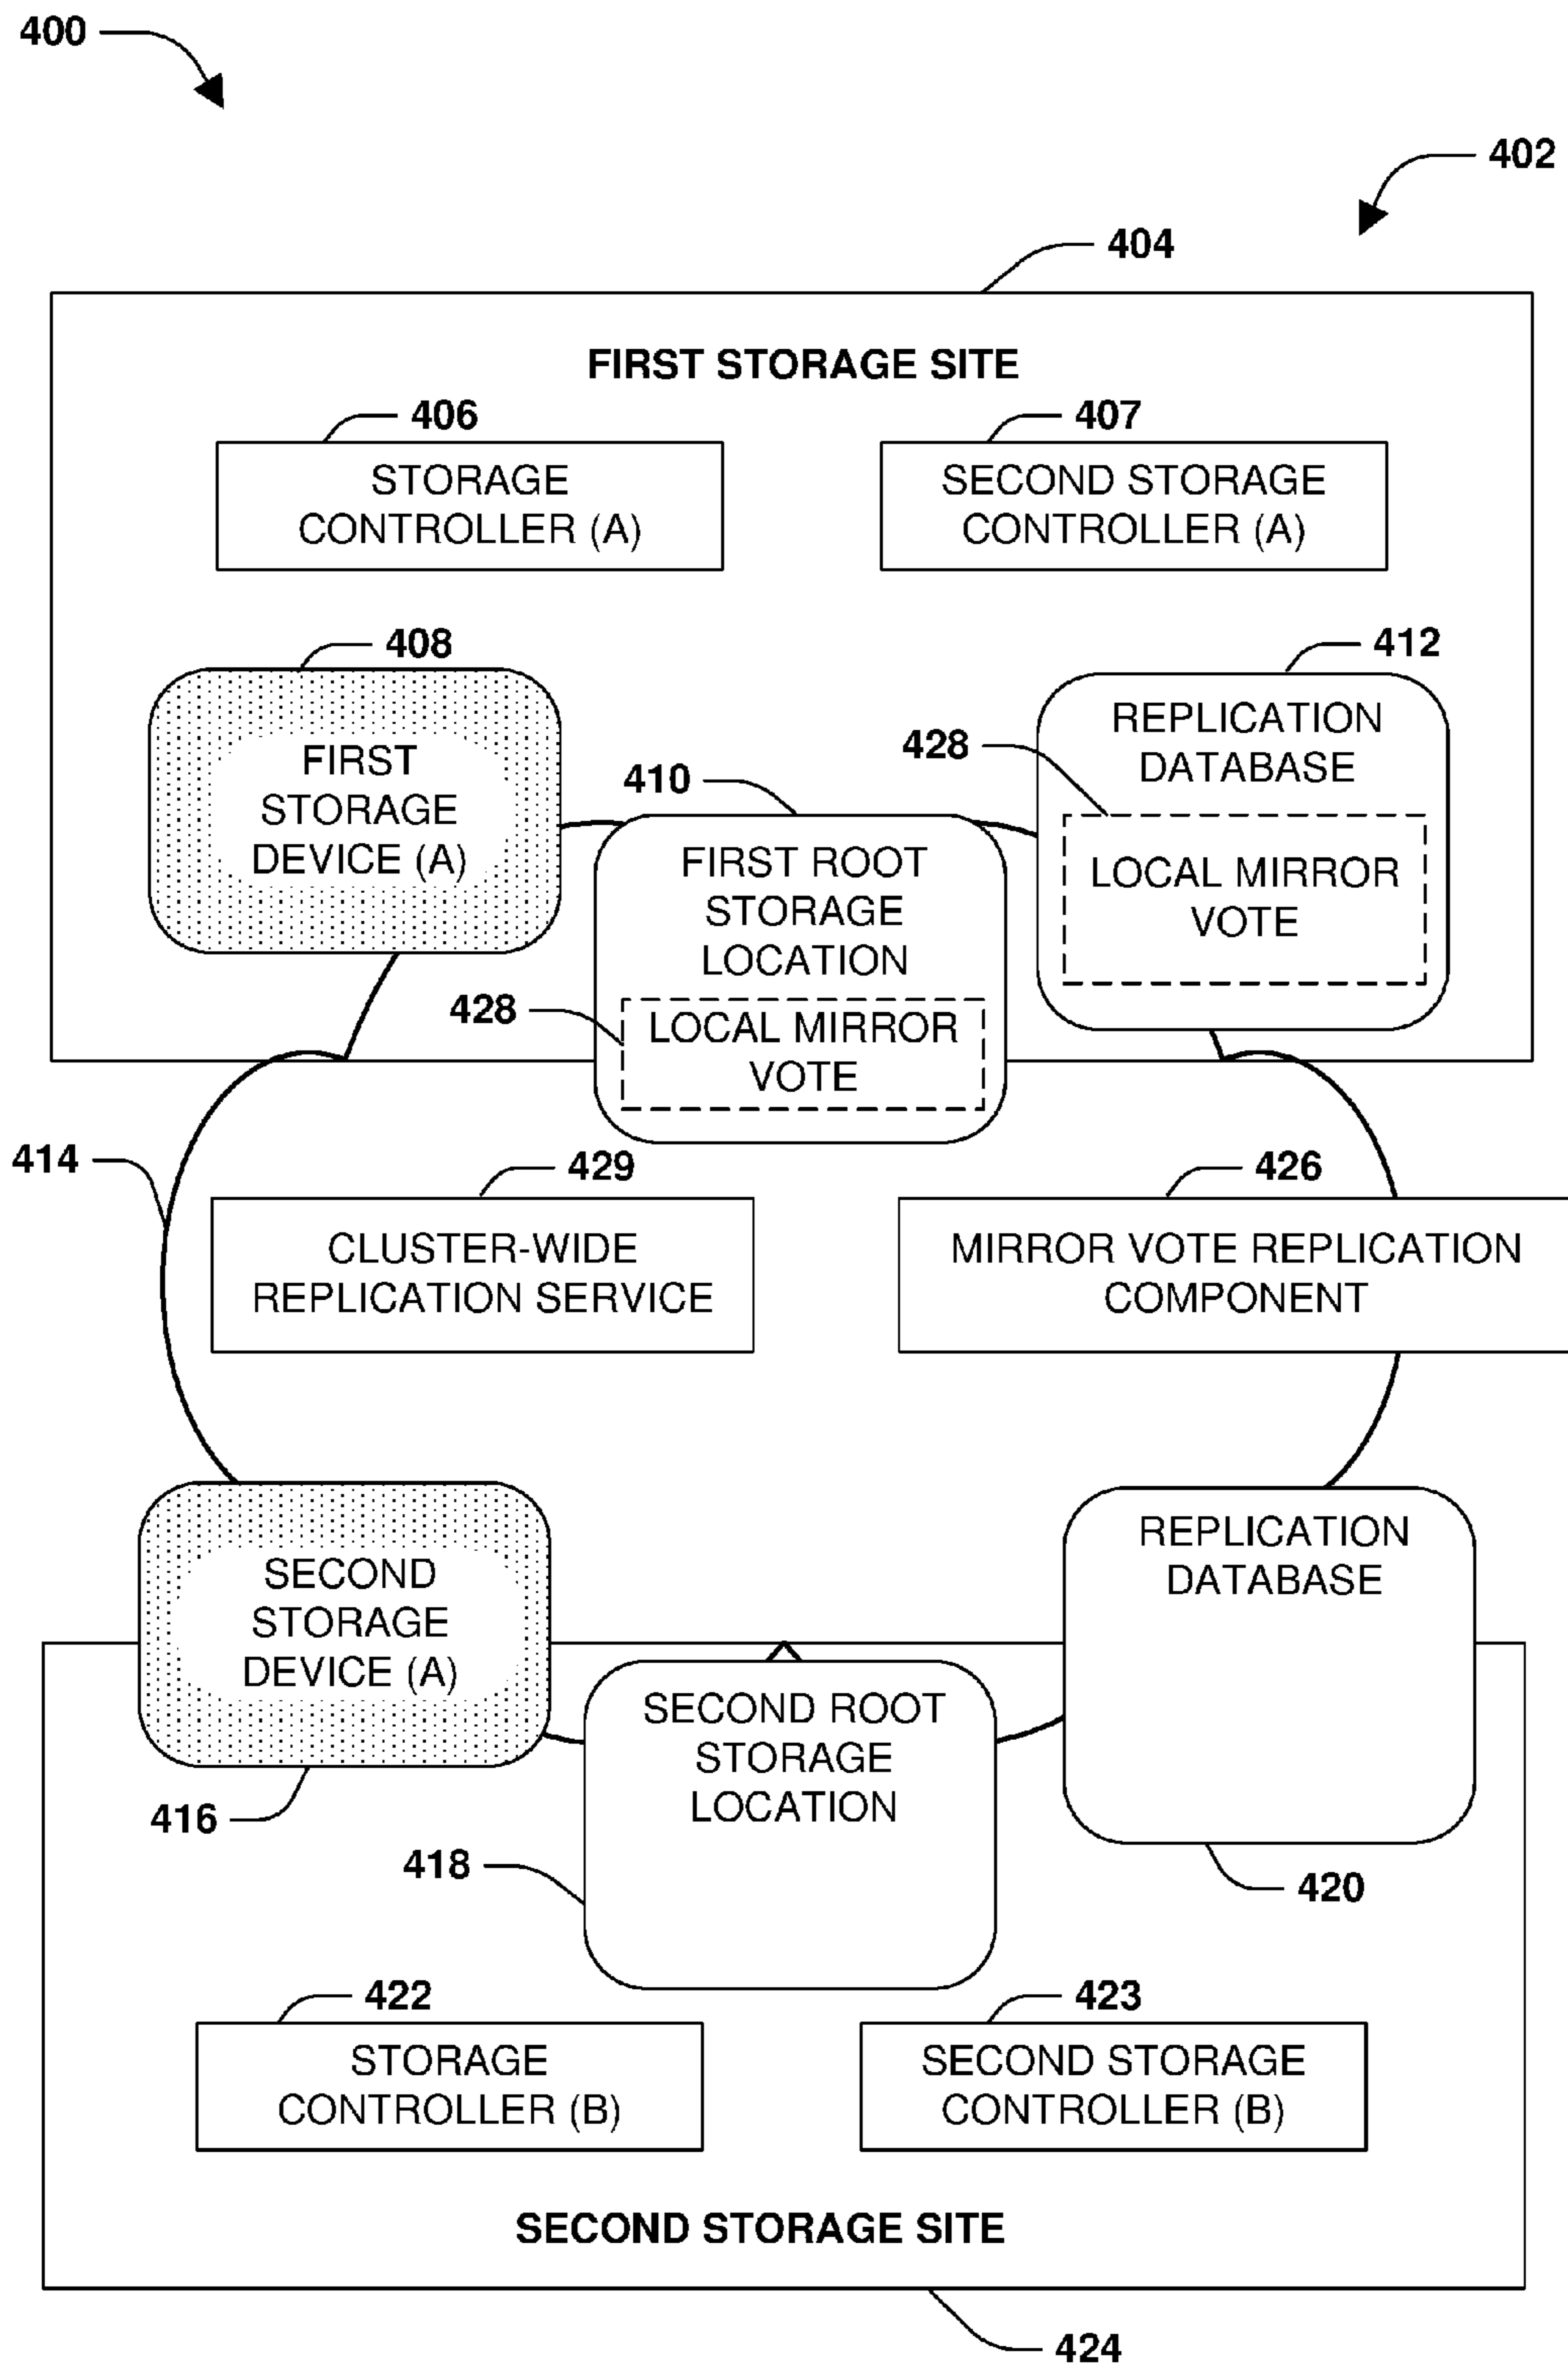 400
402
404
FIRST STORAGE SITE
406
407
STORAGE
CONTROLLER (A)
SECOND STORAGE
CONTROLLER (A)
408
412
FIRST
STORAGE
DEVICE (A)
410
428
REPLICATION
DATABASE
LOCAL MIRROR
VOTE
FIRST ROOT
STORAGE
LOCATION
428
LOCAL MIRROR
VOTE
414
429
426
CLUSTER-WIDE
REPLICATION SERVICE
MIRROR VOTE REPLICATION
COMPONENT
SECOND
STORAGE
DEVICE (A)
REPLICATION
DATABASE
SECOND ROOT
STORAGE
LOCATION
416
418
420
422
423
STORAGE
CONTROLLER (B)
SECOND STORAGE
CONTROLLER (B)
SECOND STORAGE SITE
424